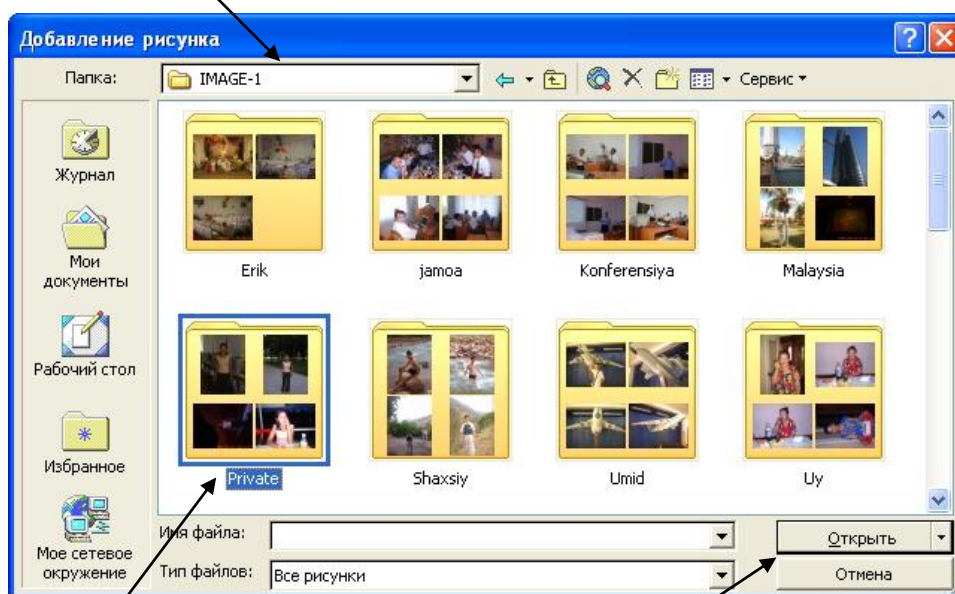 Добавление рисунка
Папка: IMAGE-1 Сервис
Журнал
Мои
документы
Рабочий стол
Избранное
Мое сетевое
окружение
Erik jamoa Konferensiya Malaysia
Private Shaxsiy Umid Uy
Имя файла: Открыть
Тип файлов: Все рисунки Отмена